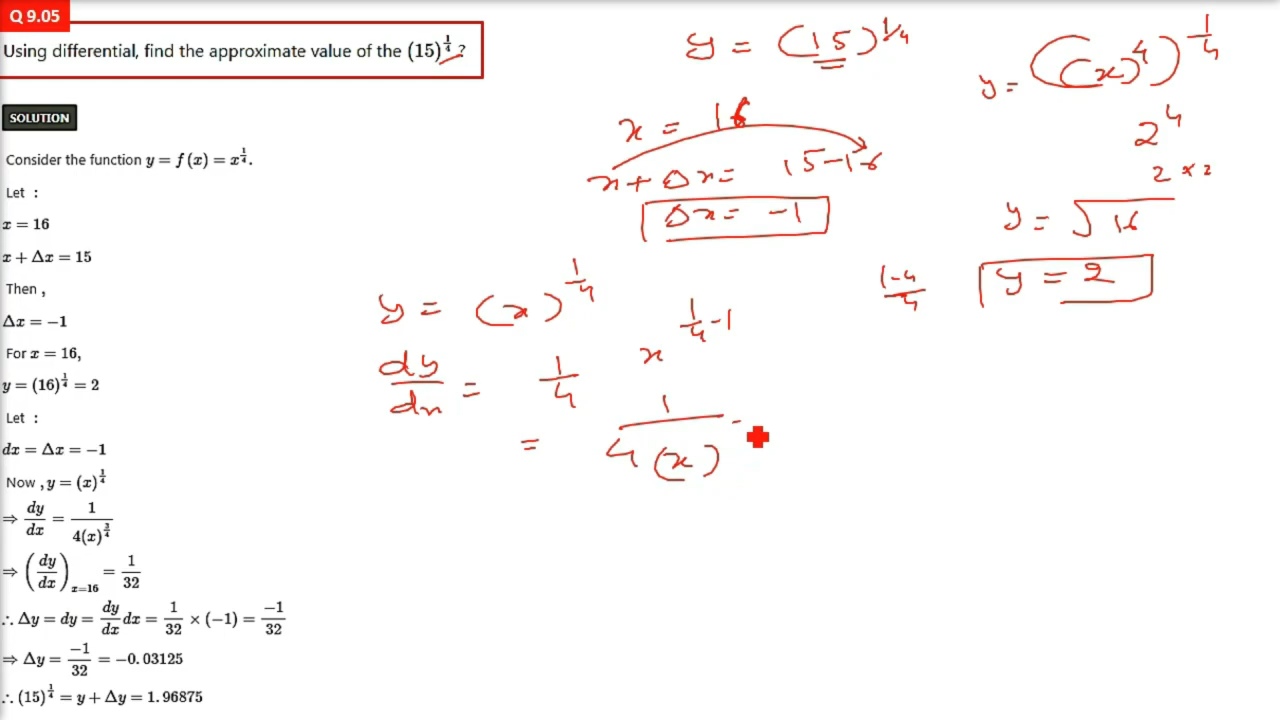 Q 9.05
Using differential, find the approximate value of the (15)^{1/4} ?
SOLUTION
Consider the function y = f(x) = x^{1/4}.
Let :
x = 16
x + Δx = 15
Then ,
Δx = −1
For x = 16,
y = (16)^{1/4} = 2
Let :
dx = Δx = −1
Now , y = (x)^{1/4}
⇒ dy/dx = 1/4(x)^{3/4}
⇒ (dy/dx)_{x=16} = 1/32
∴ Δy = dy = dy/dx dx = 1/32 × (−1) = −1/32
⇒ Δy = −1/32 = −0.03125
∴ (15)^{1/4} = y + Δy = 1.96875
y = (15)^{1/4}
x = 16
x + Δx = 15 − 16
Δx = −1
y = ((x)^4)^{1/4}
2^4
2 × 2
y = √16
y = 2
1−4/4
y = (x)^{1/4}
dy/dx = 1/4 x^{1/4 − 1}
= 1/4(x)